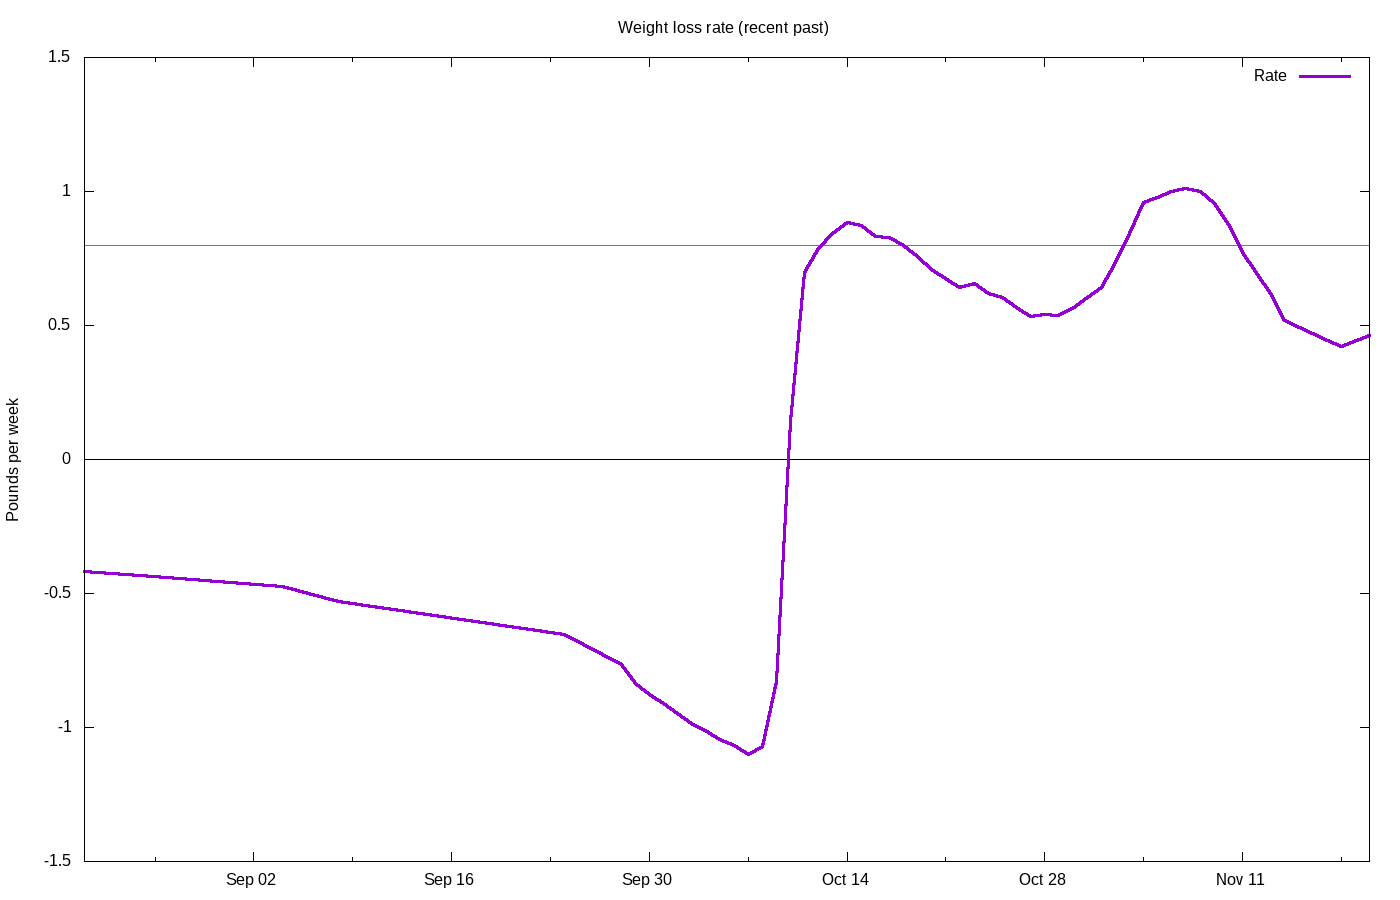 Weight loss rate (recent past)
Rate
1.5
1
0.5
0
-0.5
-1
-1.5
Pounds per week
Sep 02
Sep 16
Sep 30
Oct 14
Oct 28
Nov 11